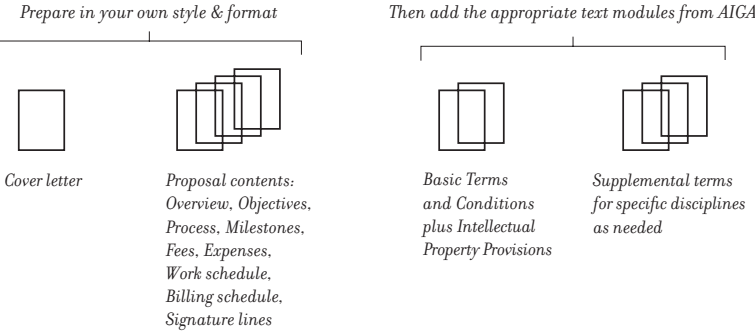 Prepare in your own style & format
Then add the appropriate text modules from AIGA
Cover letter
Proposal contents:
Overview, Objectives,
Process, Milestones,
Fees, Expenses,
Work schedule,
Billing schedule,
Signature lines
Basic Terms
and Conditions
plus Intellectual
Property Provisions
Supplemental terms
for specific disciplines
as needed